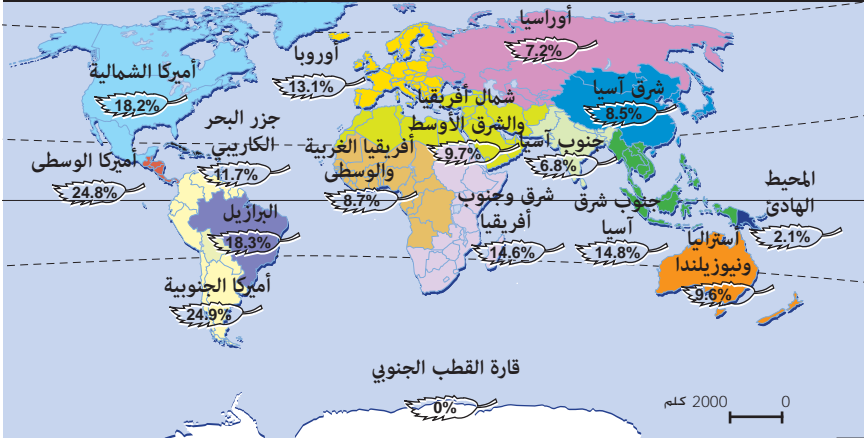 أوراسيا
7.2%
أوروبا
13.1%
أميركا الشمالية
18.2%
شرق آسيا
8.5%
شمال أفريقيا
والشرق الأوسط
9.7%
جزر البحر
الكاريبي
11.7%
جنوب آسيا
6.8%
أفريقيا الغربية
والوسطى
8.7%
أميركا الوسطى
24.8%
المحيط
الهادئ
2.1%
شرق وجنوب
أفريقيا
14.6%
جنوب شرق
آسيا
14.8%
البرازيل
18.3%
أستراليا
ونيوزيلندا
9.6%
أميركا الجنوبية
24.9%
قارة القطب الجنوبي
0%
0 2000 كلم